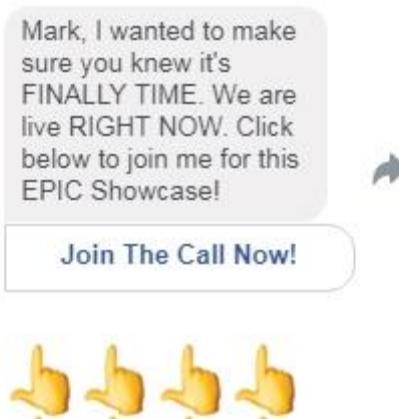 Mark, I wanted to make
sure you knew it's
FINALLY TIME. We are
live RIGHT NOW. Click
below to join me for this
EPIC Showcase!
Join The Call Now!